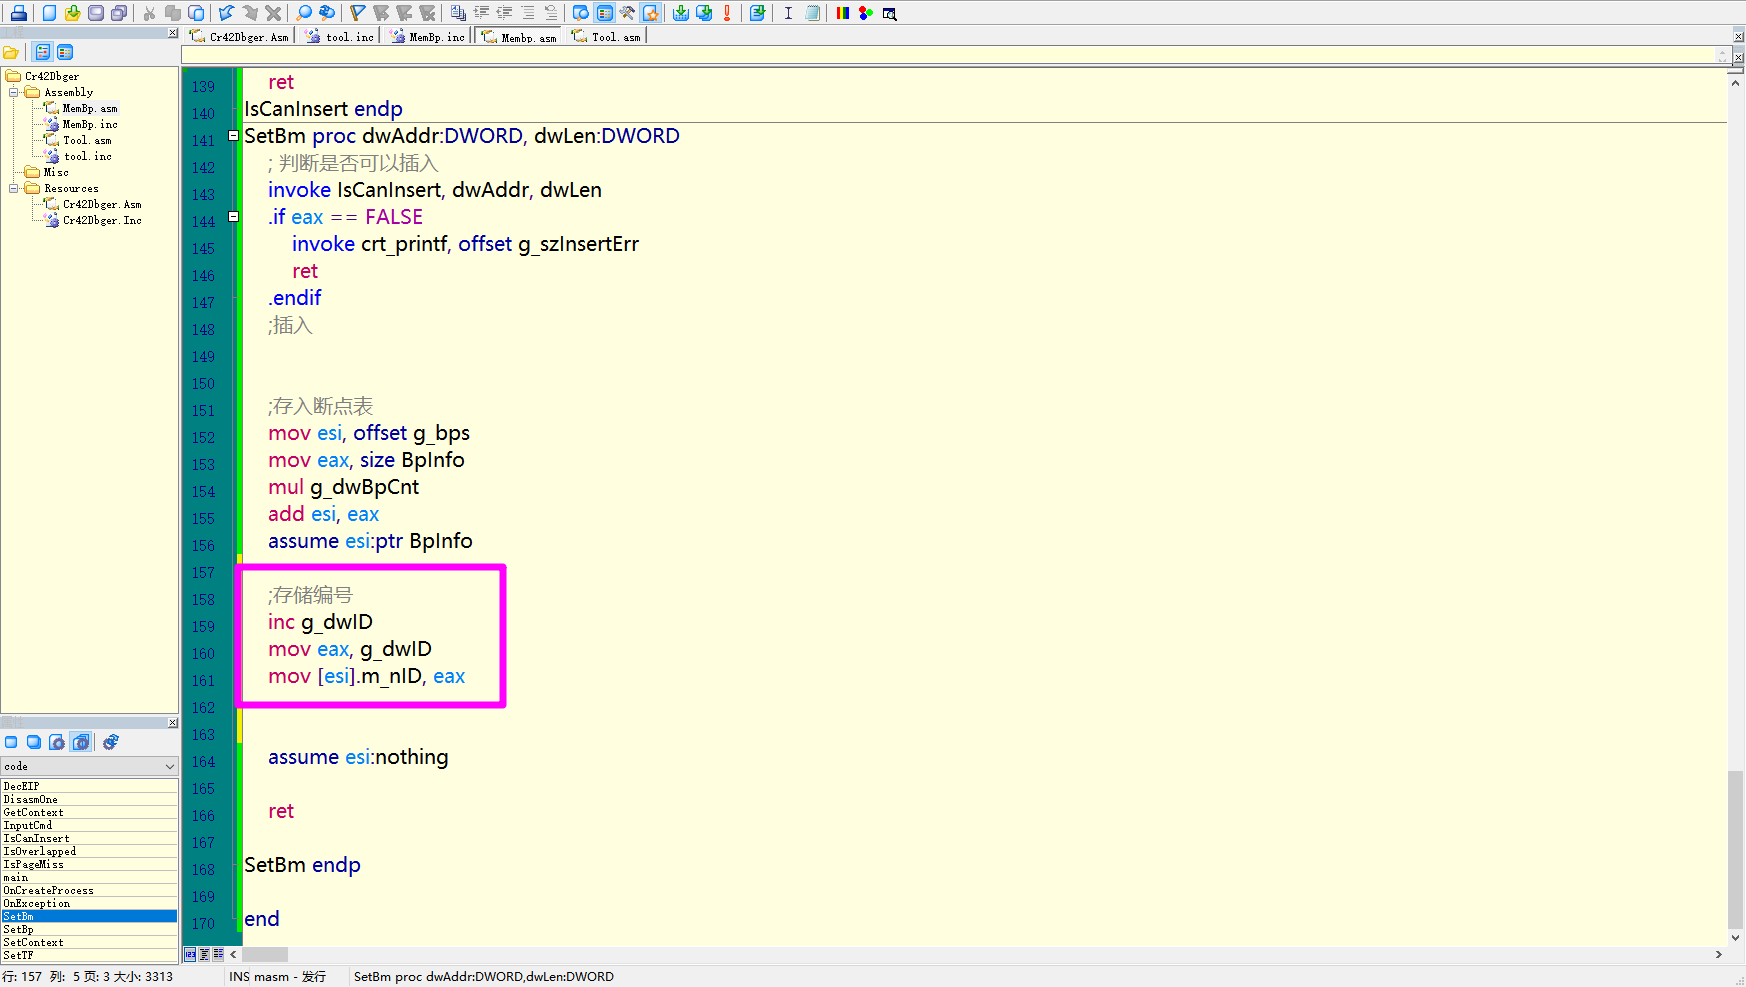 Cr42Dbger.Asm
tool.inc
MemBp.inc
Membp.asm
Tool.asm
Cr42Dbger
Assembly
MemBp.asm
MemBp.inc
Tool.asm
tool.inc
Misc
Resources
Cr42Dbger.Asm
Cr42Dbger.Inc
code
DecEIP
DisasmOne
GetContext
InputCmd
IsCanInsert
IsOverlapped
IsPageMiss
main
OnCreateProcess
OnException
SetBm
SetBp
SetContext
SetTF
139 ret
140 IsCanInsert endp
141 SetBm proc dwAddr:DWORD, dwLen:DWORD
142 ; 判断是否可以插入
143 invoke IsCanInsert, dwAddr, dwLen
144 .if eax == FALSE
145 invoke crt_printf, offset g_szInsertErr
146 ret
147 .endif
148 ;插入
149
150
151 ;存入断点表
152 mov esi, offset g_bps
153 mov eax, size BpInfo
154 mul g_dwBpCnt
155 add esi, eax
156 assume esi:ptr BpInfo
157
158 ;存储编号
159 inc g_dwID
160 mov eax, g_dwID
161 mov [esi].m_nID, eax
162
163
164 assume esi:nothing
165
166 ret
167
168 SetBm endp
169
170 end
行: 157 列: 5 页: 3 大小: 3313
INS masm - 发行
SetBm proc dwAddr:DWORD,dwLen:DWORD